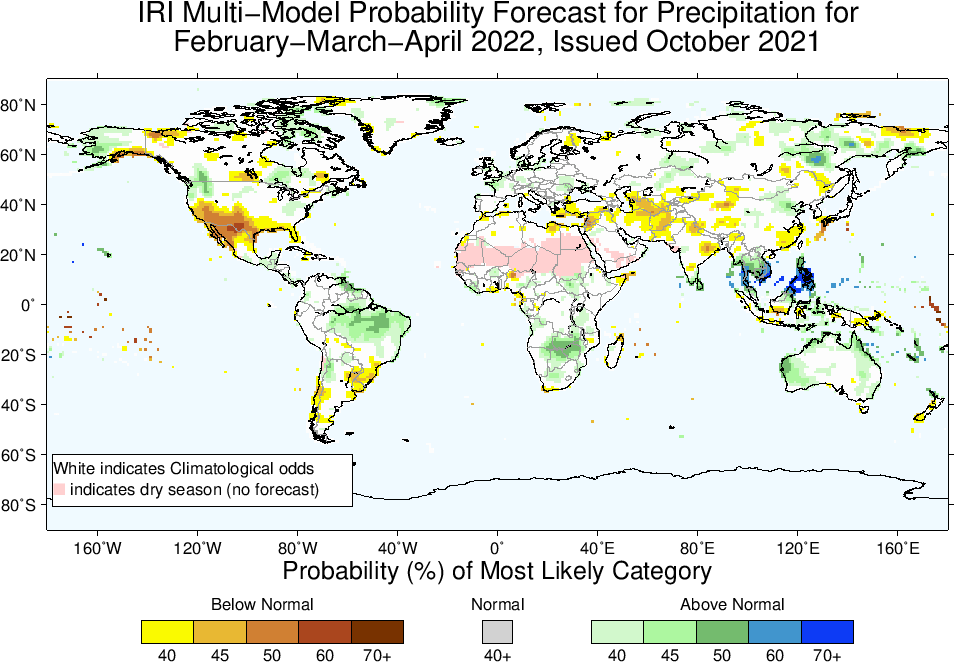 IRI Multi−Model Probability Forecast for Precipitation for
February−March−April 2022, Issued October 2021
80˚N
60˚N
40˚N
20˚N
0˚
20˚S
40˚S
60˚S
80˚S
White indicates Climatological odds
indicates dry season (no forecast)
160˚W 120˚W 80˚W 40˚W 0˚ 40˚E 80˚E 120˚E 160˚E
Probability (%) of Most Likely Category
Below Normal Normal Above Normal
40 45 50 60 70+ 40+ 40 45 50 60 70+